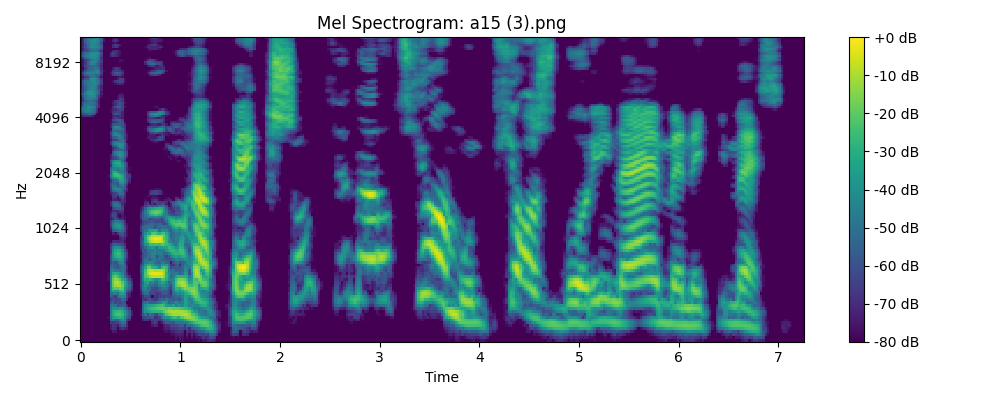 Mel Spectrogram: a15 (3).png
Hz
8192
4096
2048
1024
512
0
0 1 2 3 4 5 6 7
Time
+0 dB
-10 dB
-20 dB
-30 dB
-40 dB
-50 dB
-60 dB
-70 dB
-80 dB